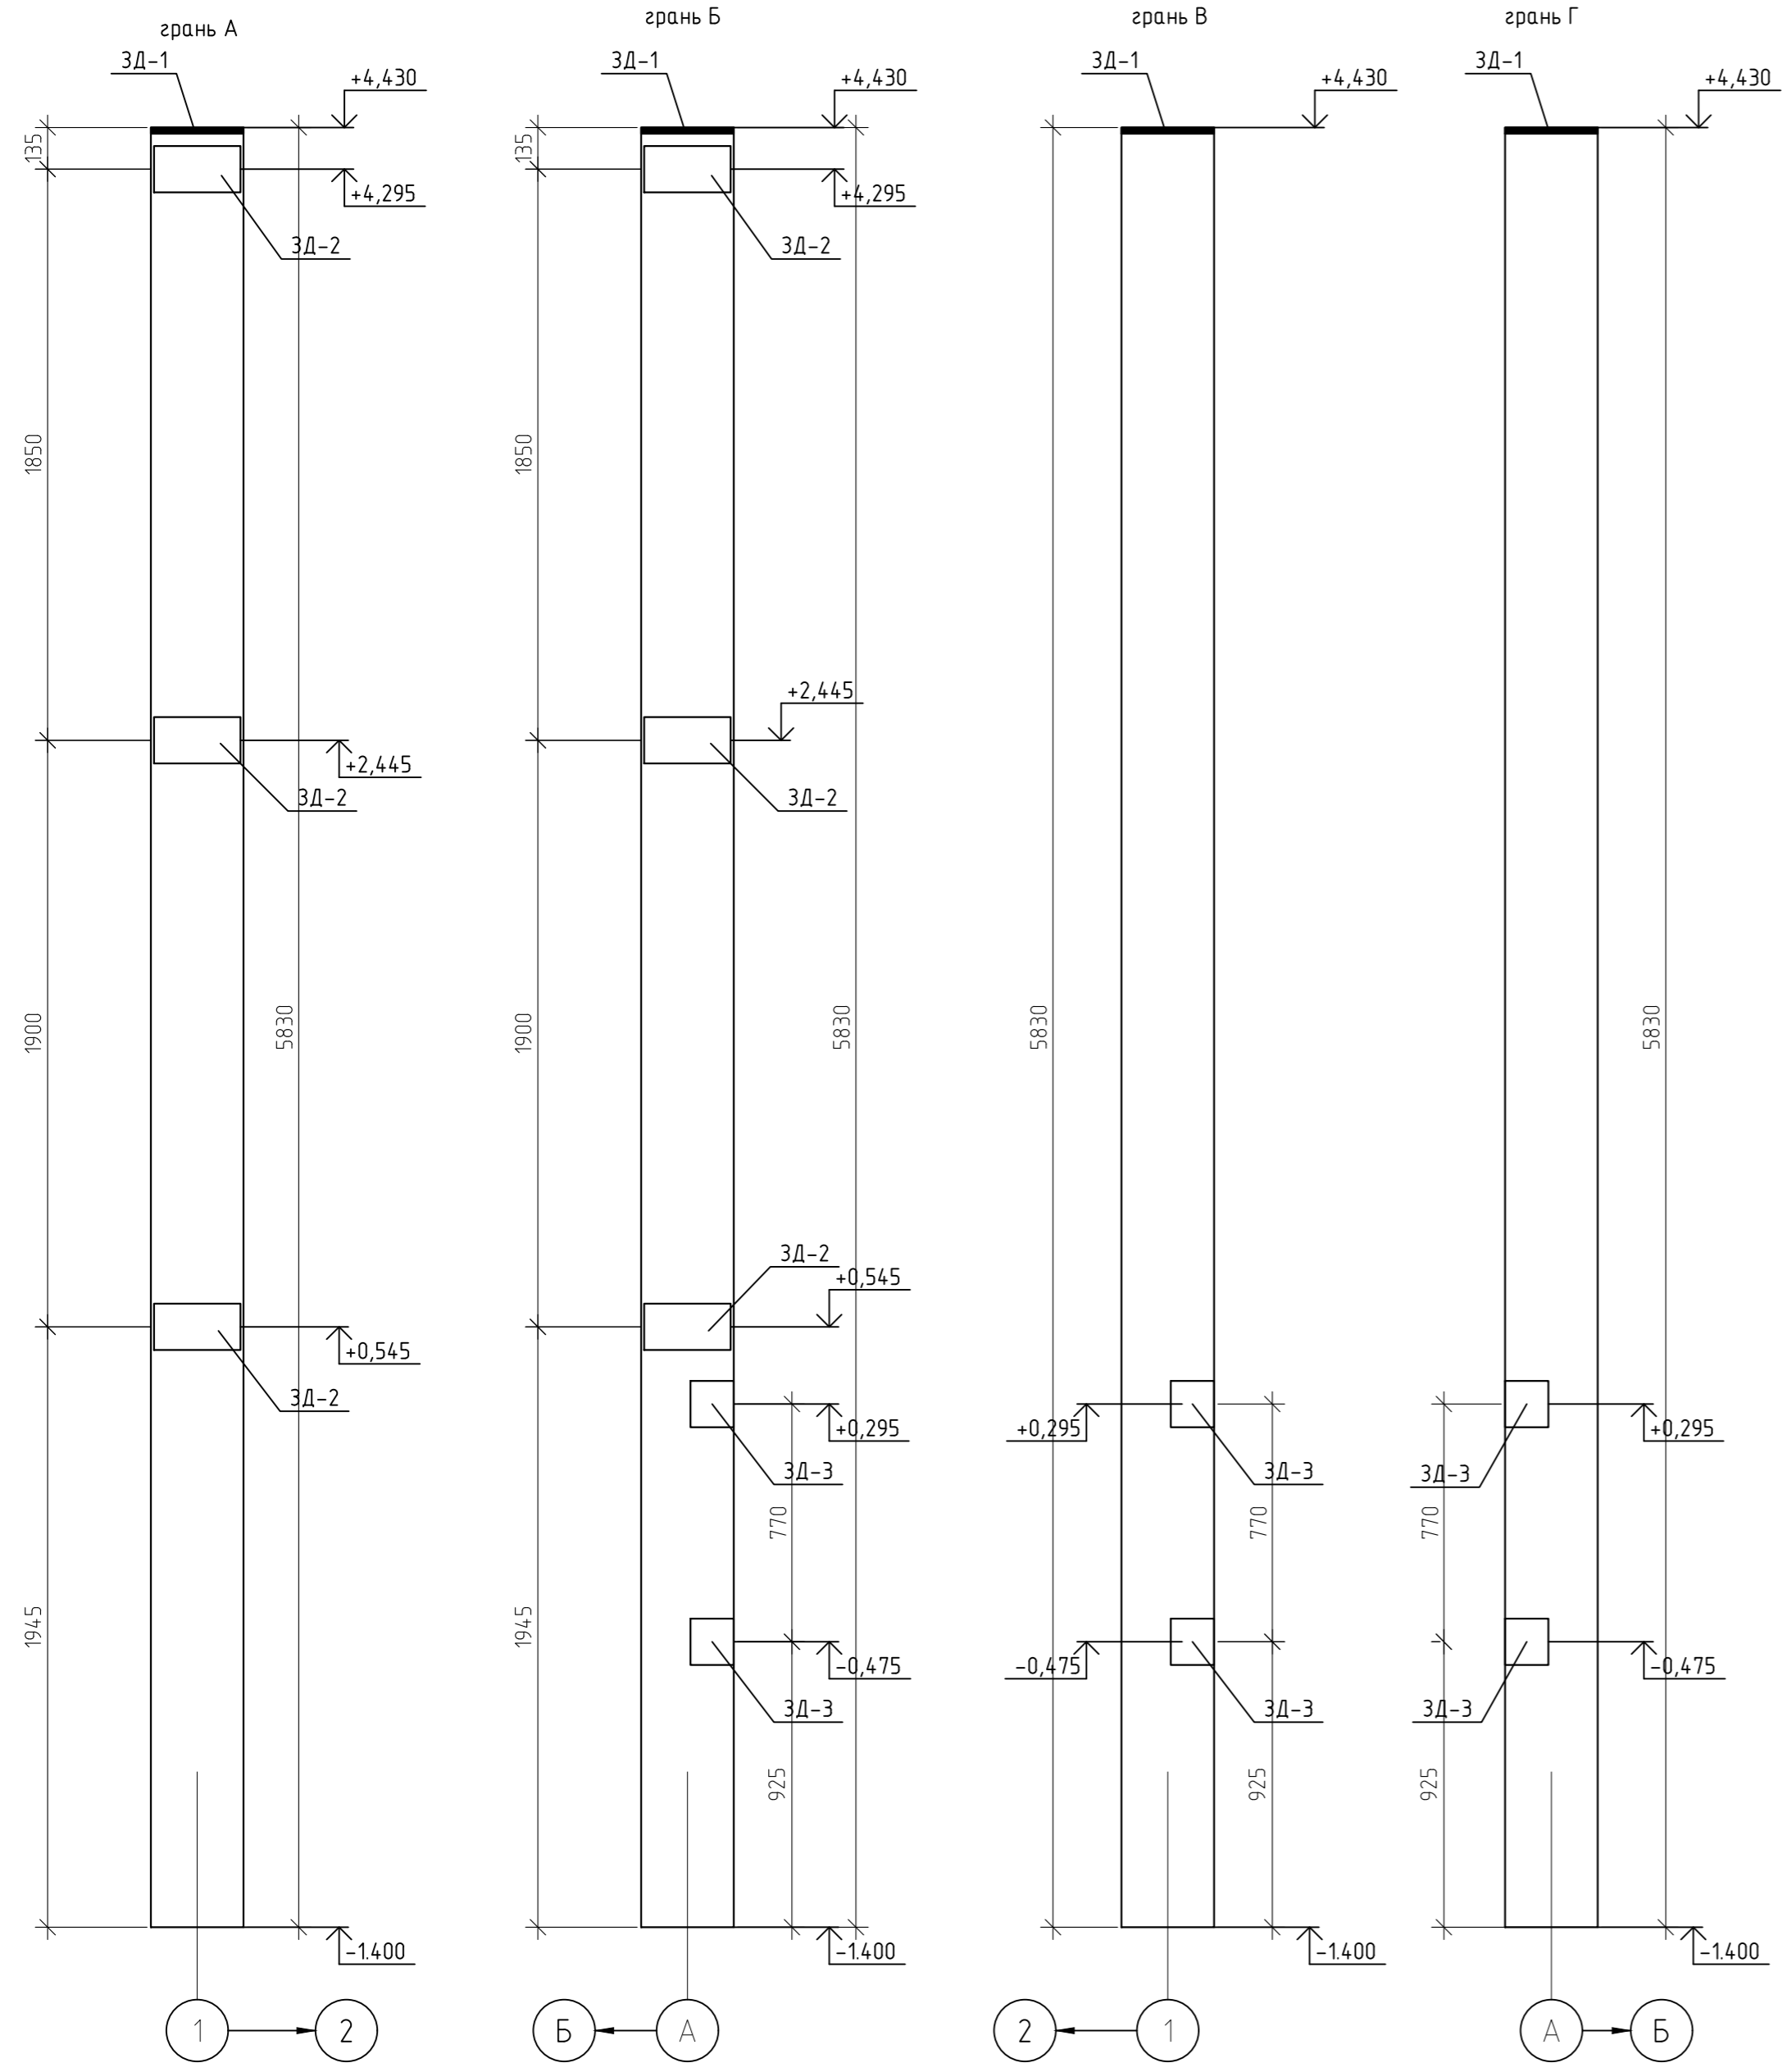 грань А
ЗД-1
+4,430
135
+4,295
ЗД-2
1850
+2,445
ЗД-2
1900
5830
+0,545
ЗД-2
1945
-1.400
1
2
грань Б
ЗД-1
+4,430
135
+4,295
ЗД-2
1850
+2,445
ЗД-2
1900
5830
ЗД-2
+0,545
+0,295
ЗД-3
770
1945
-0,475
ЗД-3
925
-1.400
Б
А
грань В
ЗД-1
+4,430
5830
+0,295
ЗД-3
770
-0,475
ЗД-3
925
-1.400
2
1
грань Г
ЗД-1
+4,430
5830
+0,295
ЗД-3
770
-0,475
ЗД-3
925
-1.400
А
Б